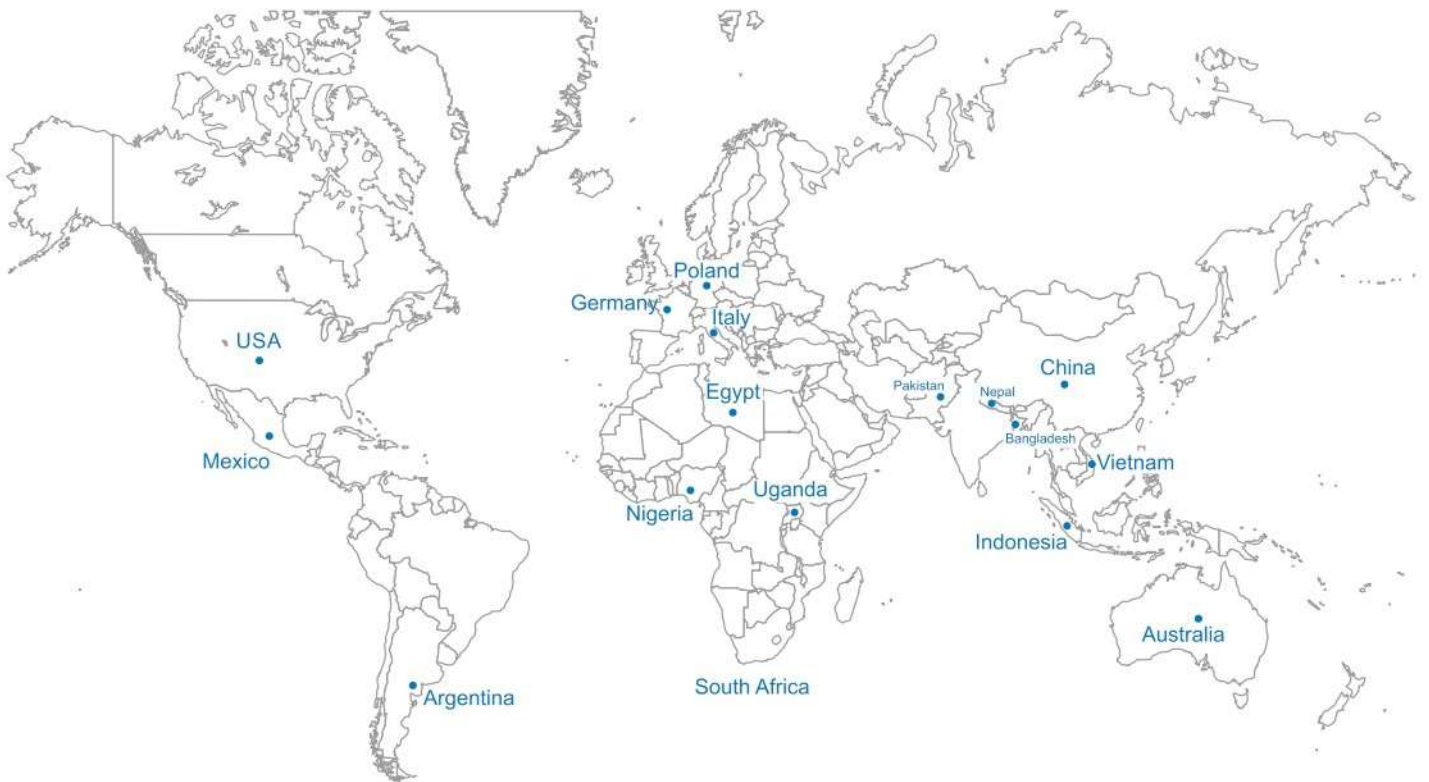 Poland
Germany
Italy
USA
China
Pakistan
Nepal
Egypt
Bangladesh
Mexico
Vietnam
Uganda
Nigeria
Indonesia
Australia
South Africa
Argentina